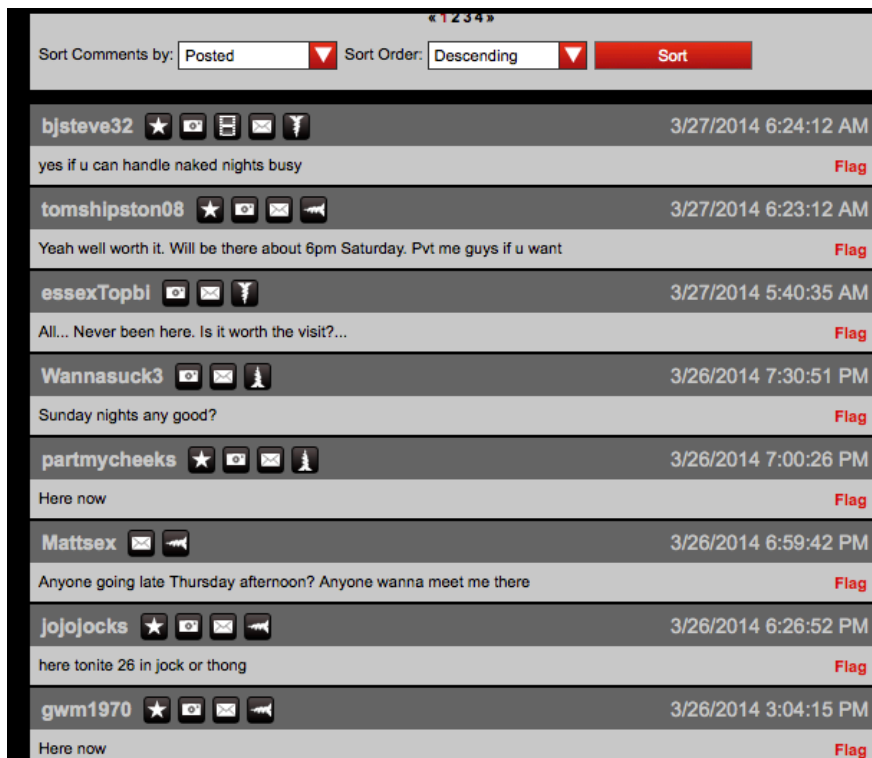 « 1 2 3 4 »
Sort Comments by: Posted Sort Order: Descending Sort
bjsteve32 3/27/2014 6:24:12 AM
yes if u can handle naked nights busy Flag
tomshipston08 3/27/2014 6:23:12 AM
Yeah well worth it. Will be there about 6pm Saturday. Pvt me guys if u want Flag
essexTopbi 3/27/2014 5:40:35 AM
All... Never been here. Is it worth the visit?... Flag
Wannasuck3 3/26/2014 7:30:51 PM
Sunday nights any good? Flag
partmycheeks 3/26/2014 7:00:26 PM
Here now Flag
Mattsex 3/26/2014 6:59:42 PM
Anyone going late Thursday afternoon? Anyone wanna meet me there Flag
jojojocks 3/26/2014 6:26:52 PM
here tonite 26 in jock or thong Flag
gwm1970 3/26/2014 3:04:15 PM
Here now Flag